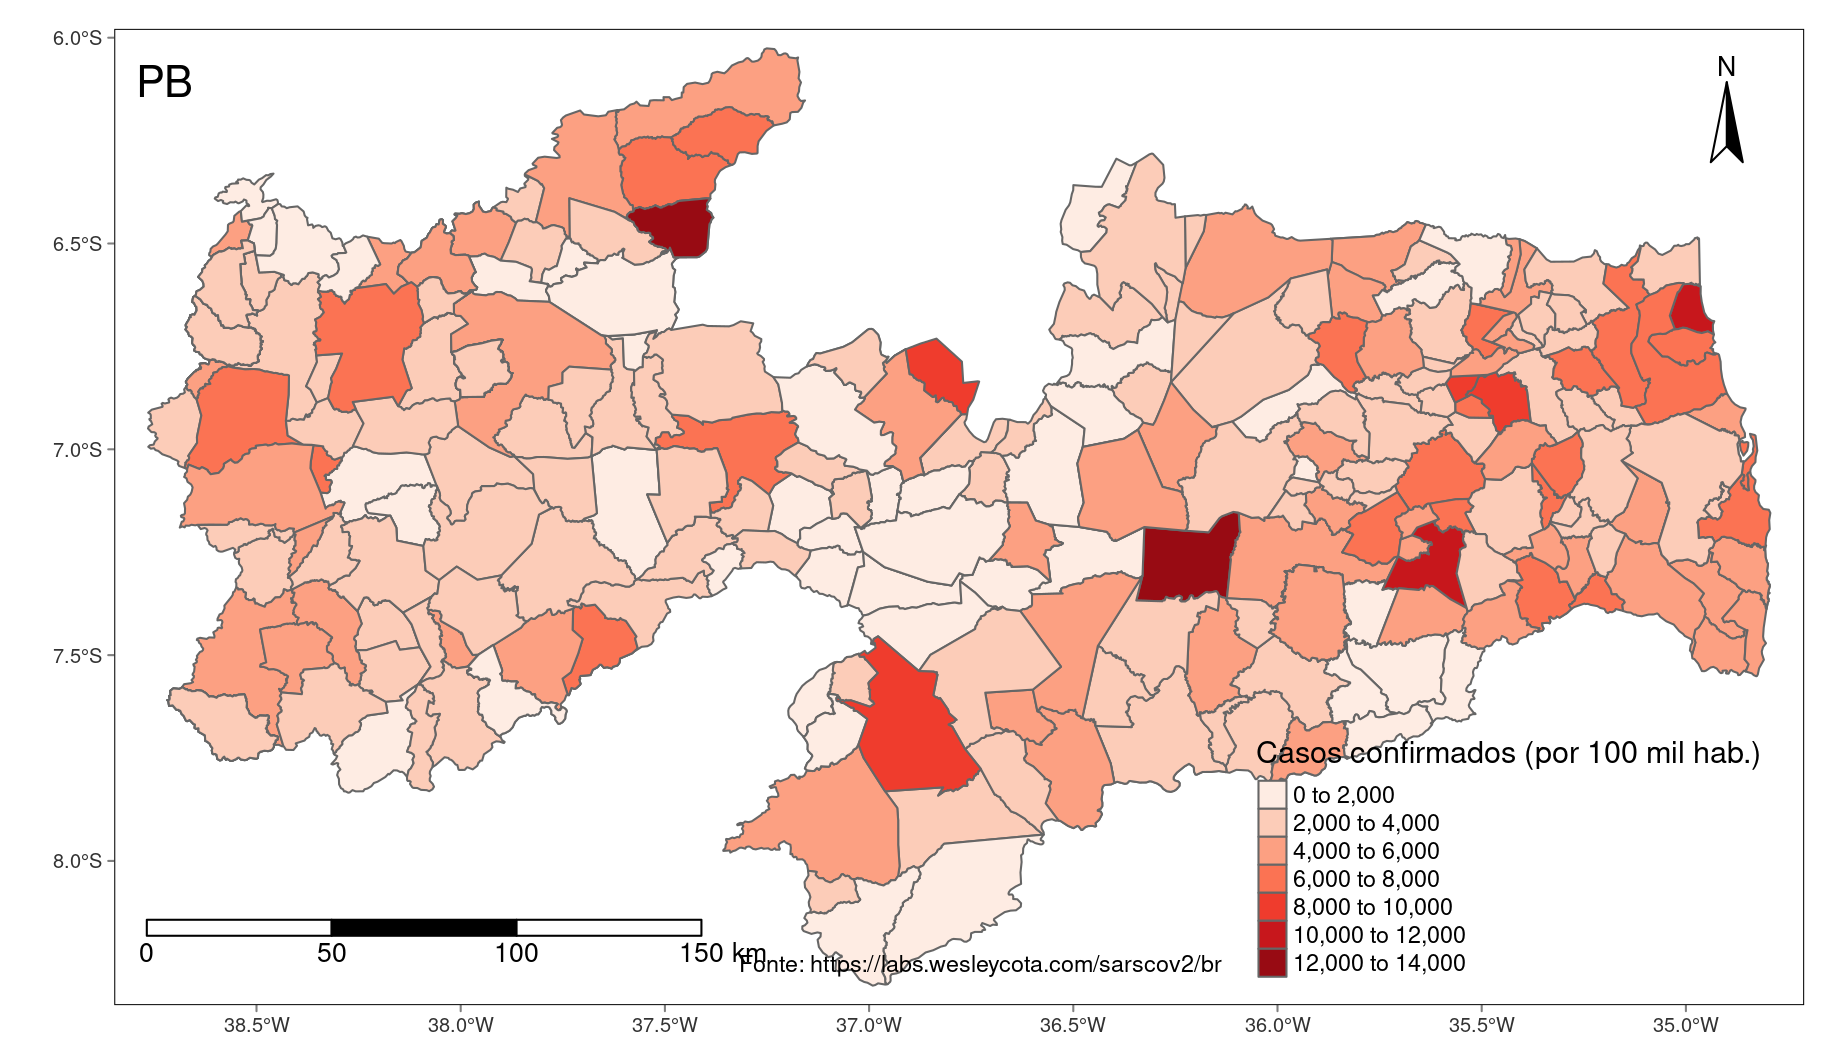 6.0°S
PB
N
6.5°S
7.0°S
7.5°S
Casos confirmados (por 100 mil hab.)
0 to 2,000
2,000 to 4,000
8.0°S
4,000 to 6,000
6,000 to 8,000
8,000 to 10,000
10,000 to 12,000
0 50 100 150 km
Fonte: https://labs.wesleycota.com/sarscov2/br
12,000 to 14,000
38.5°W 38.0°W 37.5°W 37.0°W 36.5°W 36.0°W 35.5°W 35.0°W